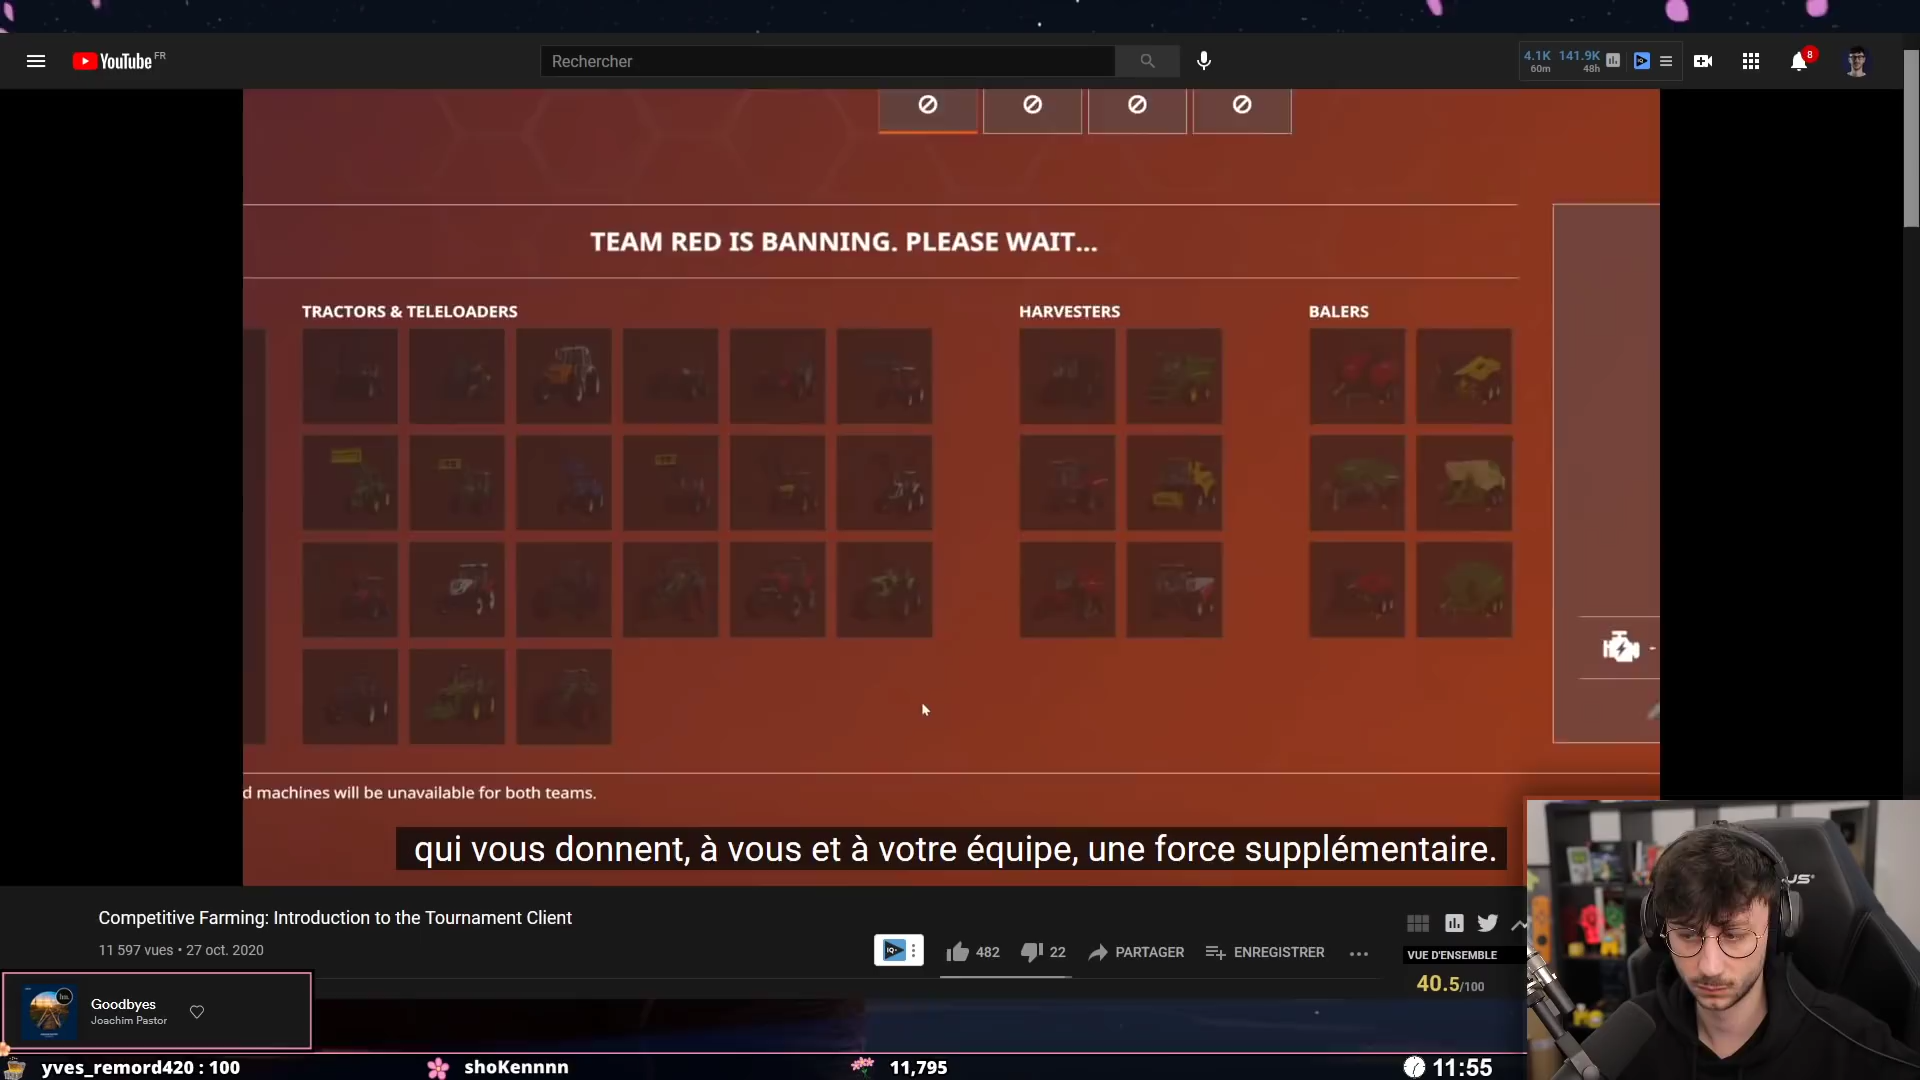 YouTube FR
Rechercher
4.1K 141.9K
60m 48h
8
TEAM RED IS BANNING. PLEASE WAIT...
TRACTORS & TELELOADERS
HARVESTERS
BALERS
-
d machines will be unavailable for both teams.
qui vous donnent, à vous et à votre équipe, une force supplémentaire.
Competitive Farming: Introduction to the Tournament Client
11 597 vues • 27 oct. 2020
482
22
PARTAGER
ENREGISTRER
VUE D'ENSEMBLE
40.5/100
Goodbyes
Joachim Pastor
yves_remord420 : 100
shoKennnn
11,795
11:55